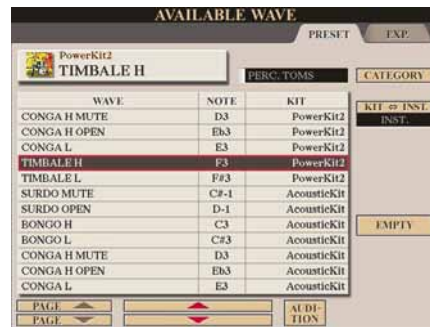 AVAILABLE WAVE
PRESET EXP.
PowerKit2
TIMBALE H
PERC. TOMS
CATEGORY
WAVE NOTE KIT
KIT ⇔ INST.
INST.
CONGA H MUTE D3 PowerKit2
CONGA H OPEN Eb3 PowerKit2
CONGA L E3 PowerKit2
TIMBALE H F3 PowerKit2
TIMBALE L F#3 PowerKit2
SURDO MUTE C#-1 AcousticKit
SURDO OPEN D-1 AcousticKit
BONGO H C3 AcousticKit
EMPTY
BONGO L C#3 AcousticKit
CONGA H MUTE D3 AcousticKit
CONGA H OPEN Eb3 AcousticKit
CONGA L E3 AcousticKit
PAGE
PAGE
AUDI-
TION